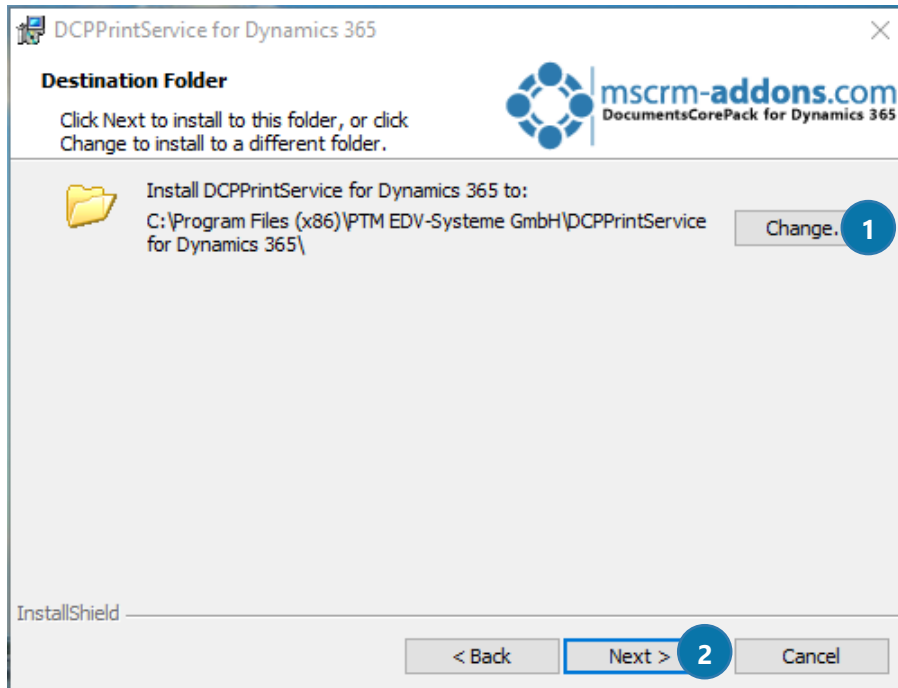 DCPPrintService for Dynamics 365
Destination Folder
Click Next to install to this folder, or click
Change to install to a different folder.
mscrm-addons.com
DocumentsCorePack for Dynamics 365
Install DCPPrintService for Dynamics 365 to:
C:\Program Files (x86)\PTM EDV-Systeme GmbH\DCPPrintService
for Dynamics 365\
Change. 1
InstallShield
< Back
Next > 2
Cancel